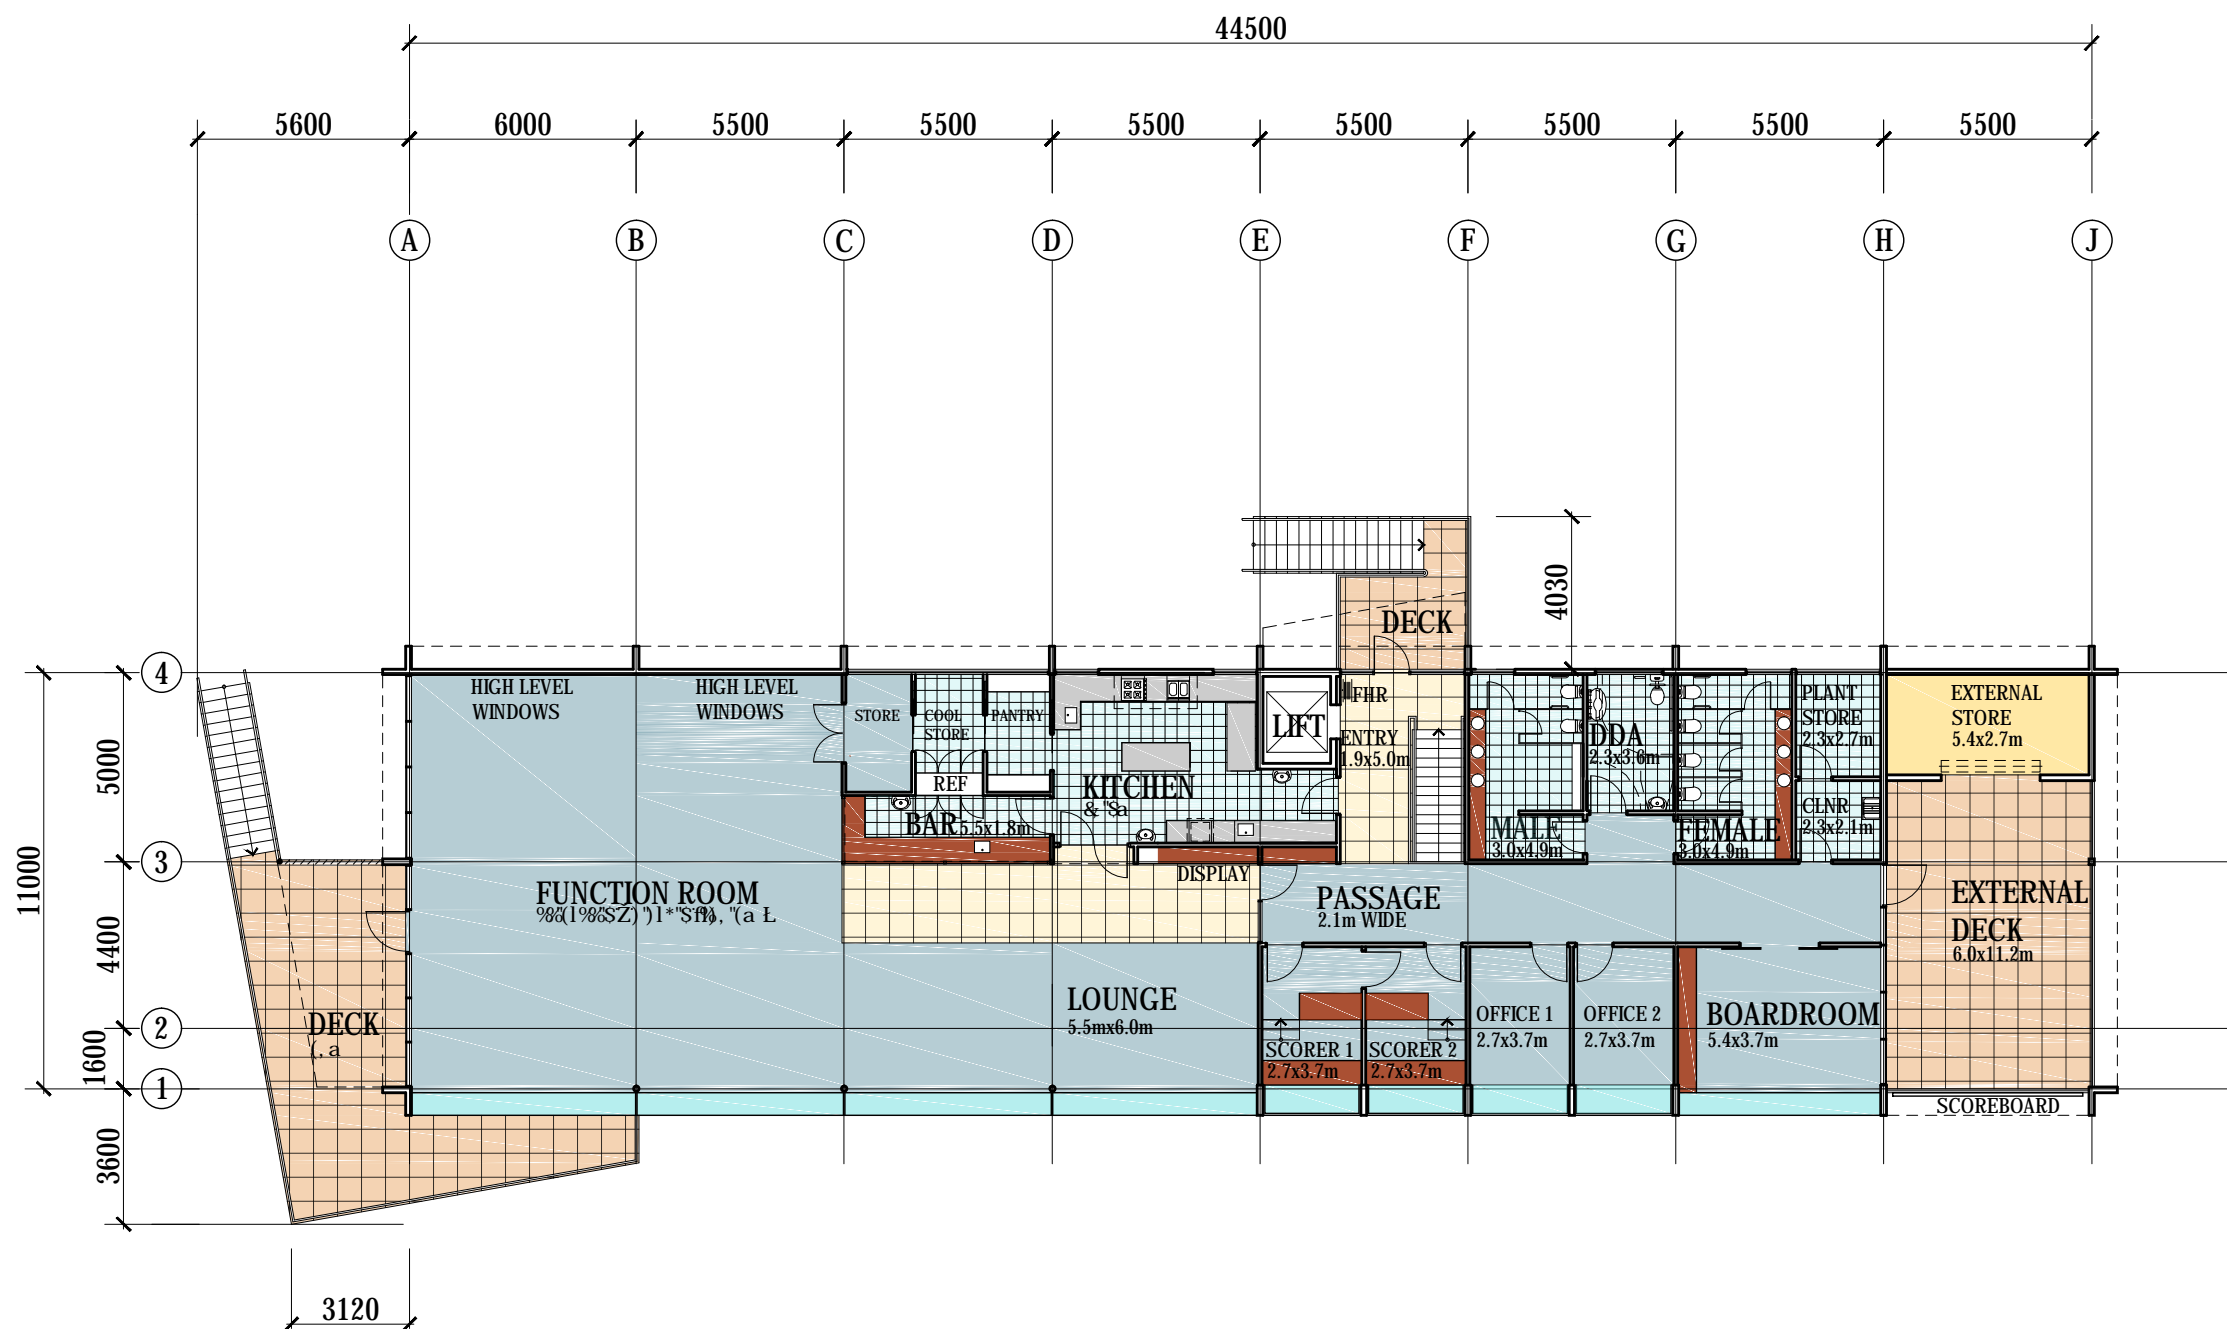 44500
5600
6000
5500
5500
5500
5500
5500
5500
5500
A
B
C
D
E
F
G
H
J
4030
DECK
4
3
2
1
11000
5000
4400
1600
3600
3120
HIGH LEVEL
WINDOWS
HIGH LEVEL
WINDOWS
STORE
COOL
STORE
PANTRY
REF
BAR
5.5x1.8m
KITCHEN
LIFT
FHR
ENTRY
1.9x5.0m
MALE
3.0x4.9m
DDA
2.3x3.6m
FEMALE
3.0x4.9m
PLANT
STORE
2.3x2.7m
CLNR
2.3x2.1m
EXTERNAL
STORE
5.4x2.7m
FUNCTION ROOM
DISPLAY
PASSAGE
2.1m WIDE
EXTERNAL
DECK
6.0x11.2m
DECK
LOUNGE
5.5mx6.0m
SCORER 1
2.7x3.7m
SCORER 2
2.7x3.7m
OFFICE 1
2.7x3.7m
OFFICE 2
2.7x3.7m
BOARDROOM
5.4x3.7m
SCOREBOARD